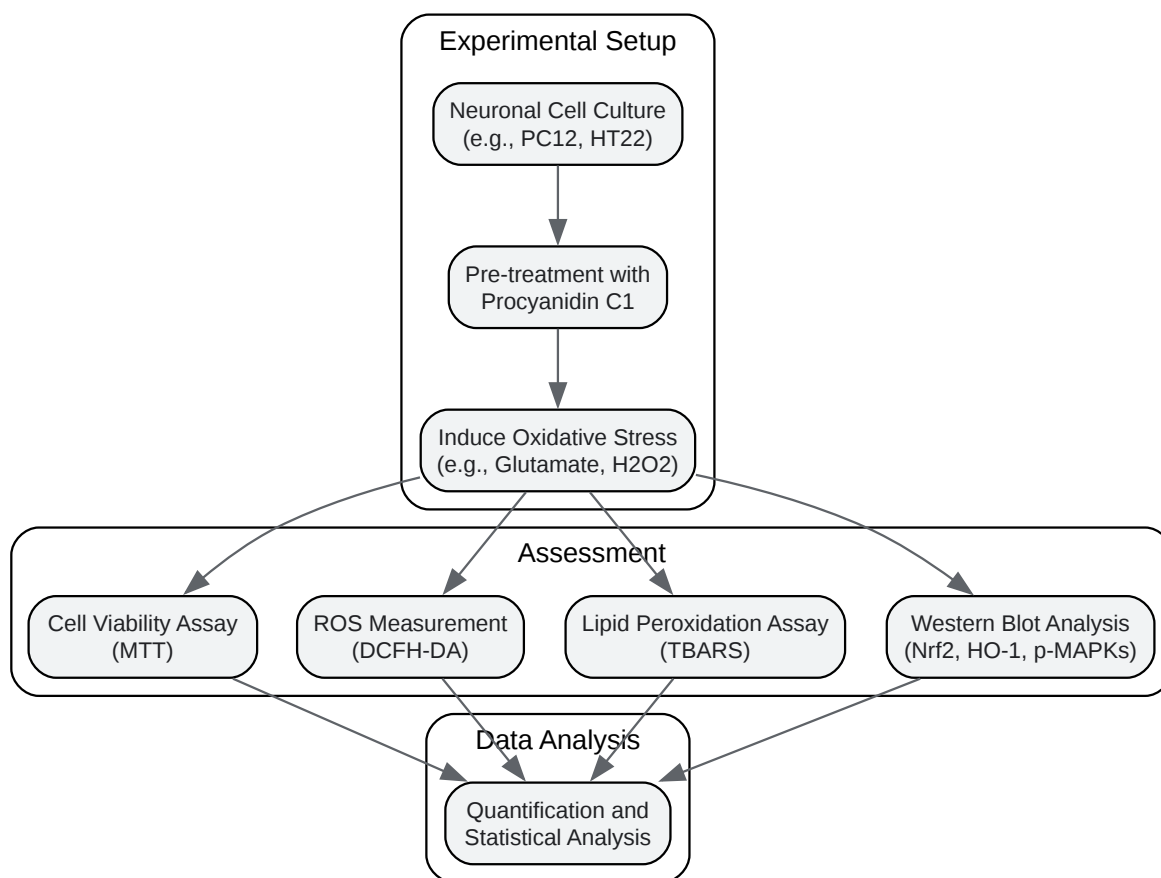 Experimental Setup
Neuronal Cell Culture
(e.g., PC12, HT22)
Pre-treatment with
Procyanidin C1
Induce Oxidative Stress
(e.g., Glutamate, H2O2)
Assessment
Cell Viability Assay
(MTT)
ROS Measurement
(DCFH-DA)
Lipid Peroxidation Assay
(TBARS)
Western Blot Analysis
(Nrf2, HO-1, p-MAPKs)
Data Analysis
Quantification and
Statistical Analysis